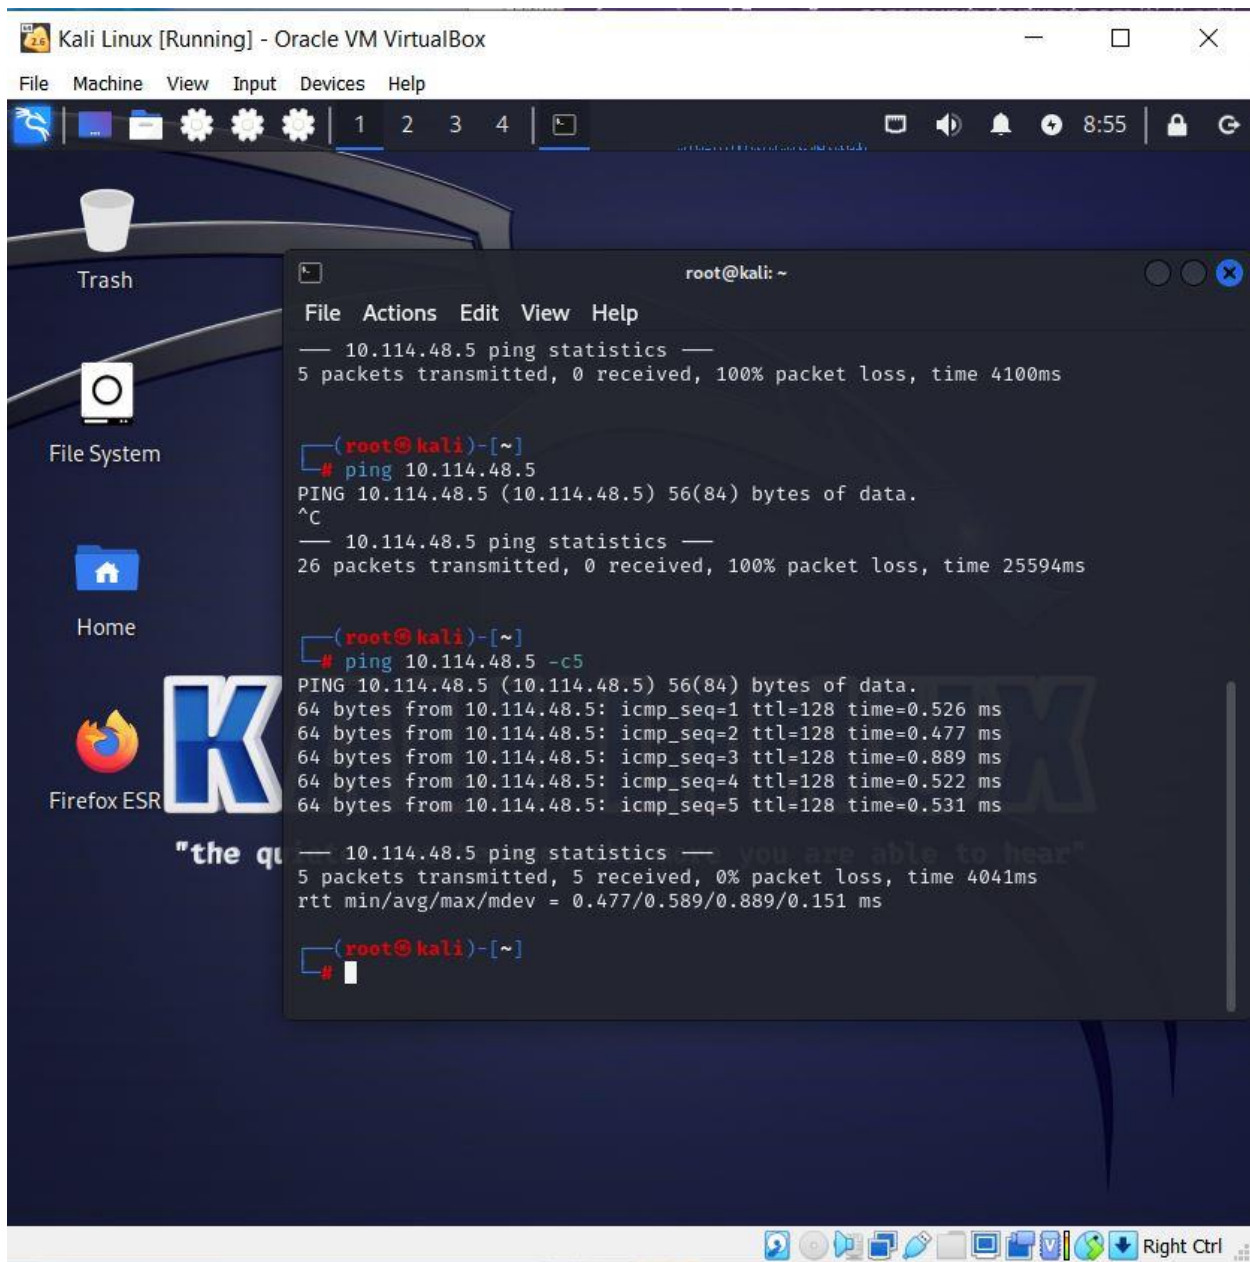 Kali Linux [Running] - Oracle VM VirtualBox
File Machine View Input Devices Help
1 2 3 4 8:55
Trash
File System
Home
Firefox ESR
"the
root@kali: ~
File Actions Edit View Help
— 10.114.48.5 ping statistics —
5 packets transmitted, 0 received, 100% packet loss, time 4100ms
┌──(root㉿kali)-[~]
└─# ping 10.114.48.5
PING 10.114.48.5 (10.114.48.5) 56(84) bytes of data.
^C
— 10.114.48.5 ping statistics —
26 packets transmitted, 0 received, 100% packet loss, time 25594ms
┌──(root㉿kali)-[~]
└─# ping 10.114.48.5 -c5
PING 10.114.48.5 (10.114.48.5) 56(84) bytes of data.
64 bytes from 10.114.48.5: icmp_seq=1 ttl=128 time=0.526 ms
64 bytes from 10.114.48.5: icmp_seq=2 ttl=128 time=0.477 ms
64 bytes from 10.114.48.5: icmp_seq=3 ttl=128 time=0.889 ms
64 bytes from 10.114.48.5: icmp_seq=4 ttl=128 time=0.522 ms
64 bytes from 10.114.48.5: icmp_seq=5 ttl=128 time=0.531 ms
— 10.114.48.5 ping statistics —
5 packets transmitted, 5 received, 0% packet loss, time 4041ms
rtt min/avg/max/mdev = 0.477/0.589/0.889/0.151 ms
┌──(root㉿kali)-[~]
└─#
Right Ctrl